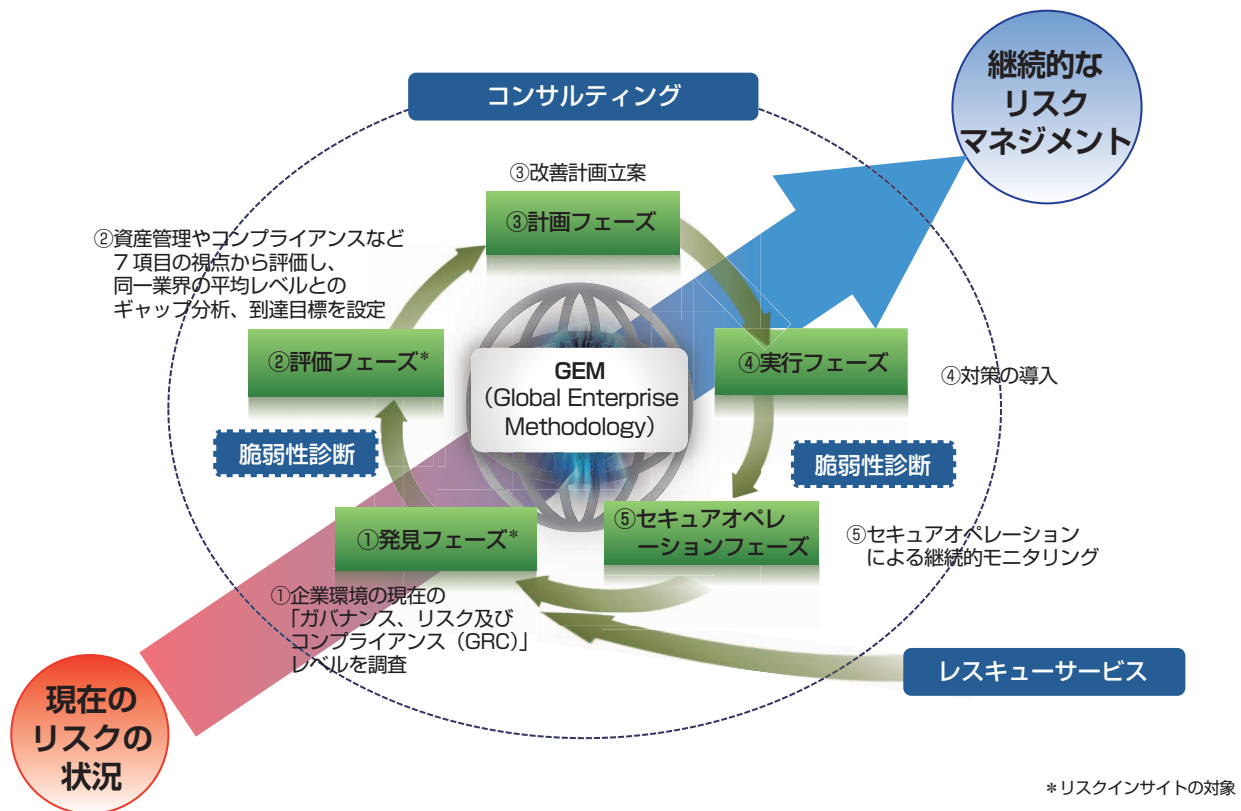 コンサルティング
継続的な
リスク
マネジメント
③改善計画立案
③計画フェーズ
②資産管理やコンプライアンスなど
7項目の視点から評価し、
同一業界の平均レベルとの
ギャップ分析、到達目標を設定
②評価フェーズ*
GEM
（Global Enterprise
Methodology）
④実行フェーズ
④対策の導入
脆弱性診断
脆弱性診断
①発見フェーズ*
⑤セキュアオペレ
ーションフェーズ
⑤セキュアオペレーション
による継続的モニタリング
①企業環境の現在の
「ガバナンス、リスク及び
コンプライアンス（GRC）」
レベルを調査
レスキューサービス
現在の
リスクの
状況
*リスクインサイトの対象